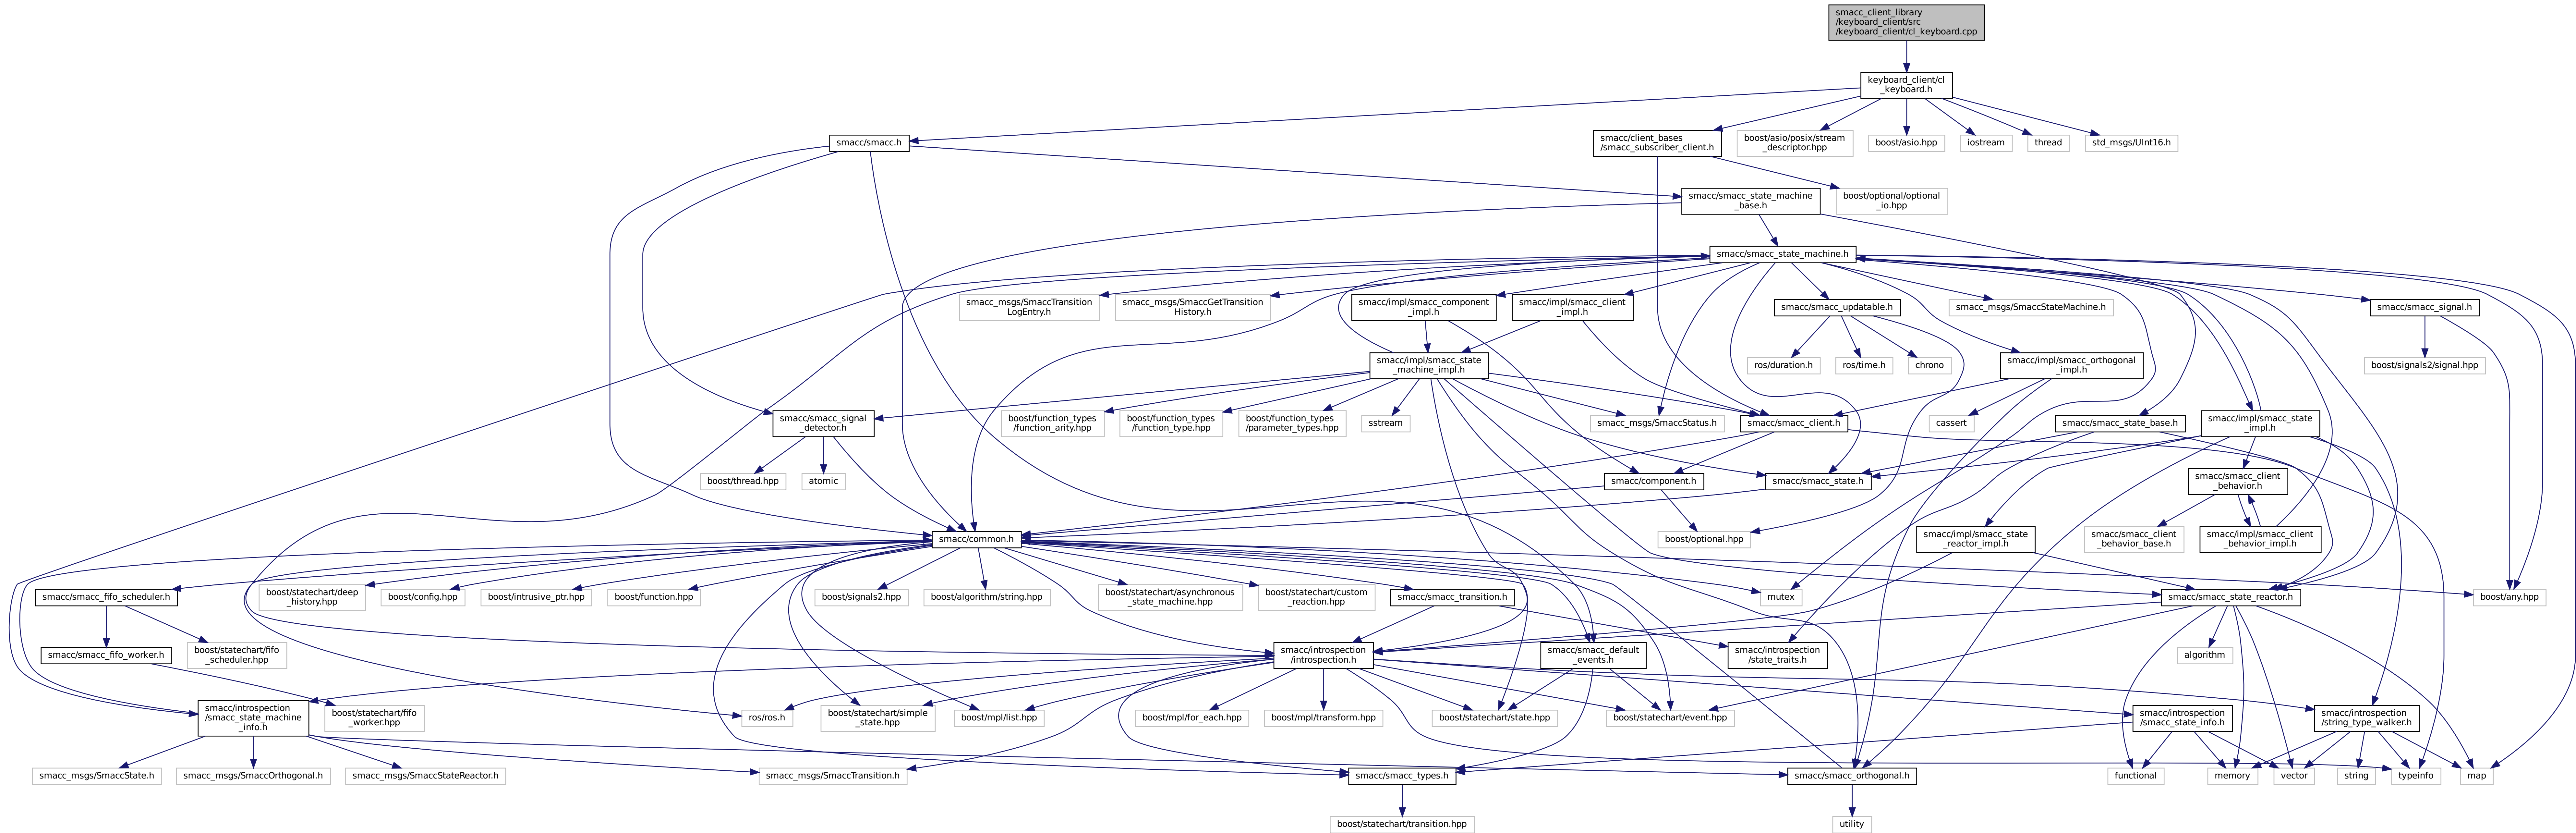 smacc_client_library
/keyboard_client/src
/keyboard_client/cl_keyboard.cpp
keyboard_client/cl
_keyboard.h
smacc/smacc.h
smacc/client_bases
/smacc_subscriber_client.h
boost/asio/posix/stream
_descriptor.hpp
boost/asio.hpp
iostream
thread
std_msgs/UInt16.h
smacc/smacc_state_machine
_base.h
boost/optional/optional
_io.hpp
smacc/smacc_state_machine.h
smacc_msgs/SmaccTransition
LogEntry.h
smacc_msgs/SmaccGetTransition
History.h
smacc/impl/smacc_component
_impl.h
smacc/impl/smacc_client
_impl.h
smacc/smacc_updatable.h
smacc_msgs/SmaccStateMachine.h
smacc/smacc_signal.h
smacc/impl/smacc_state
_machine_impl.h
ros/duration.h
ros/time.h
chrono
smacc/impl/smacc_orthogonal
_impl.h
boost/signals2/signal.hpp
smacc/smacc_signal
_detector.h
boost/function_types
/function_arity.hpp
boost/function_types
/function_type.hpp
boost/function_types
/parameter_types.hpp
sstream
smacc_msgs/SmaccStatus.h
smacc/smacc_client.h
cassert
smacc/smacc_state_base.h
smacc/impl/smacc_state
_impl.h
boost/thread.hpp
atomic
smacc/component.h
smacc/smacc_state.h
smacc/smacc_client
_behavior.h
smacc/common.h
boost/optional.hpp
smacc/impl/smacc_state
_reactor_impl.h
smacc/smacc_client
_behavior_base.h
smacc/impl/smacc_client
_behavior_impl.h
smacc/smacc_fifo_scheduler.h
boost/statechart/deep
_history.hpp
boost/config.hpp
boost/intrusive_ptr.hpp
boost/function.hpp
boost/signals2.hpp
boost/algorithm/string.hpp
boost/statechart/asynchronous
_state_machine.hpp
boost/statechart/custom
_reaction.hpp
smacc/smacc_transition.h
mutex
smacc/smacc_state_reactor.h
boost/any.hpp
smacc/smacc_fifo_worker.h
boost/statechart/fifo
_scheduler.hpp
smacc/introspection
/introspection.h
smacc/smacc_default
_events.h
smacc/introspection
/state_traits.h
algorithm
smacc/introspection
/smacc_state_machine
_info.h
boost/statechart/fifo
_worker.hpp
ros/ros.h
boost/statechart/simple
_state.hpp
boost/mpl/list.hpp
boost/mpl/for_each.hpp
boost/mpl/transform.hpp
boost/statechart/state.hpp
boost/statechart/event.hpp
smacc/introspection
/smacc_state_info.h
smacc/introspection
/string_type_walker.h
smacc_msgs/SmaccState.h
smacc_msgs/SmaccOrthogonal.h
smacc_msgs/SmaccStateReactor.h
smacc_msgs/SmaccTransition.h
smacc/smacc_types.h
smacc/smacc_orthogonal.h
functional
memory
vector
string
typeinfo
map
boost/statechart/transition.hpp
utility